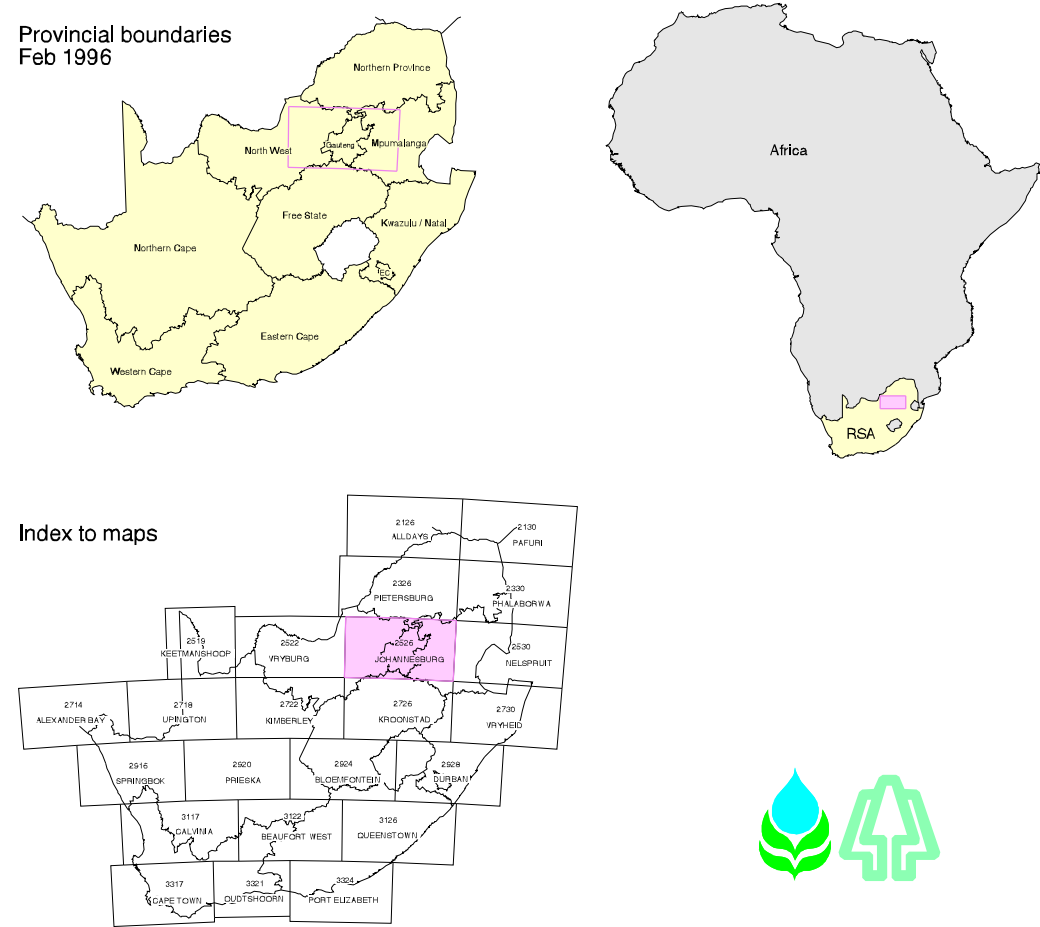 Provincial boundaries
Feb 1996
Northern Province
North West
Gauteng
Mpumalanga
Free State
Kwazulu / Natal
Northern Cape
EC
Eastern Cape
Western Cape
Africa
RSA
Index to maps
2126
ALLDAYS
2130
PAFURI
2326
PIETERSBURG
2330
PHALABORWA
2519
KEETMANSHOOP
2522
VRYBURG
2526
JOHANNESBURG
2530
NELSPRUIT
2714
ALEXANDER BAY
2718
UPINGTON
2722
KIMBERLEY
2726
KROONSTAD
2730
VRYHEID
2916
SPRINGBOK
2920
PRIESKA
2924
BLOEMFONTEIN
2928
DURBAN
3117
CALVINIA
3122
BEAUFORT WEST
3126
QUEENSTOWN
3317
CAPE TOWN
3321
OUDTSHOORN
3324
PORT ELIZABETH